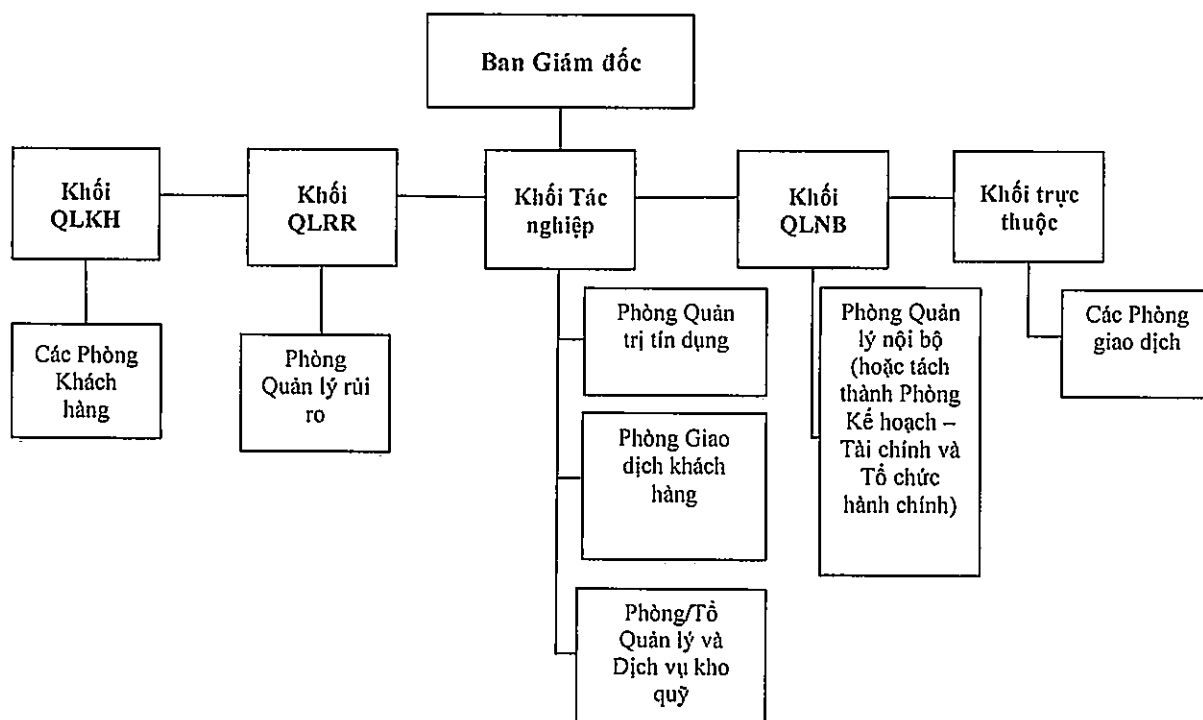 Ban Giám đốc
Khối
QLKH
Khối
QLRR
Khối Tác
nghiệp
Khối
QLNB
Khối trực
thuộc
Các Phòng
Khách
hàng
Phòng
Quản lý rủi
ro
Phòng Quản
trị tín dụng
Phòng Giao
dịch khách
hàng
Phòng/Tổ
Quản lý và
Dịch vụ kho
quỹ
Phòng Quản
lý nội bộ
(hoặc tách
thành Phòng
Kế hoạch –
Tài chính và
Tổ chức
hành chính)
Các Phòng
giao dịch